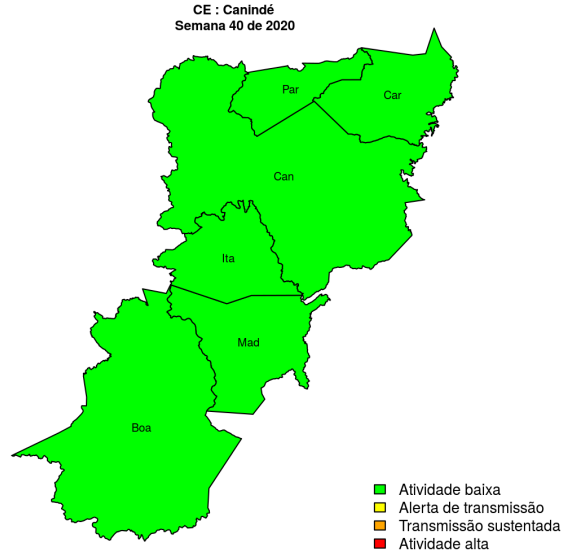 CE : Canindé
Semana 40 de 2020
Par
Car
Can
Ita
Mad
Boa
Atividade baixa
Alerta de transmissão
Transmissão sustentada
Atividade alta